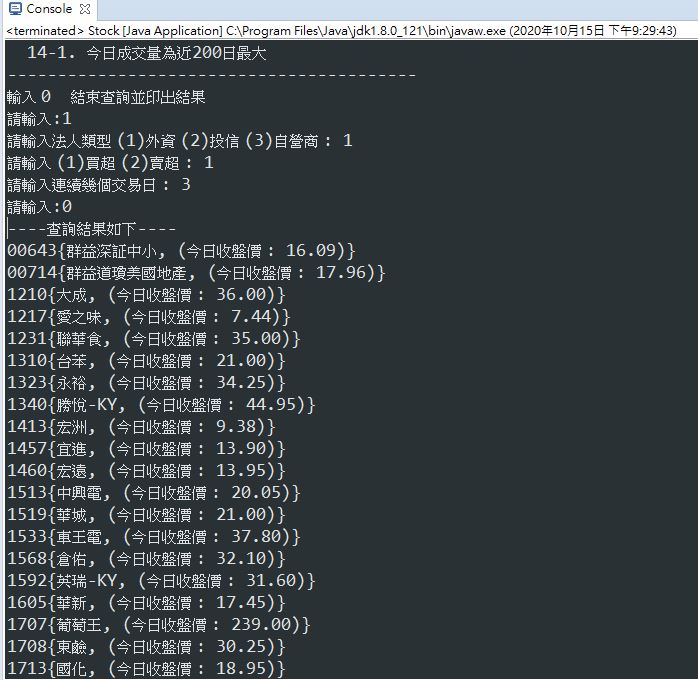 Console
<terminated> Stock [Java Application] C:\Program Files\Java\jdk1.8.0_121\bin\javaw.exe (2020年10月15日 下午9:29:43)
14-1. 今日成交量為近200日最大
----------------------------------------
輸入 0 結束查詢並印出結果
請輸入:1
請輸入法人類型 (1)外資 (2)投信 (3)自營商 : 1
請輸入 (1)買超 (2)賣超 : 1
請輸入連續幾個交易日 : 3
請輸入:0
----查詢結果如下----
00643{群益深証中小, (今日收盤價 : 16.09)}
00714{群益道瓊美國地產, (今日收盤價 : 17.96)}
1210{大成, (今日收盤價 : 36.00)}
1217{愛之味, (今日收盤價 : 7.44)}
1231{聯華食, (今日收盤價 : 35.00)}
1310{台苯, (今日收盤價 : 21.00)}
1323{永裕, (今日收盤價 : 34.25)}
1340{勝悅-KY, (今日收盤價 : 44.95)}
1413{宏洲, (今日收盤價 : 9.38)}
1457{宜進, (今日收盤價 : 13.90)}
1460{宏遠, (今日收盤價 : 13.95)}
1513{中興電, (今日收盤價 : 20.05)}
1519{華城, (今日收盤價 : 21.00)}
1533{車王電, (今日收盤價 : 37.80)}
1568{倉佑, (今日收盤價 : 32.10)}
1592{英瑞-KY, (今日收盤價 : 31.60)}
1605{華新, (今日收盤價 : 17.45)}
1707{葡萄王, (今日收盤價 : 239.00)}
1708{東鹼, (今日收盤價 : 30.25)}
1713{國化, (今日收盤價 : 18.95)}